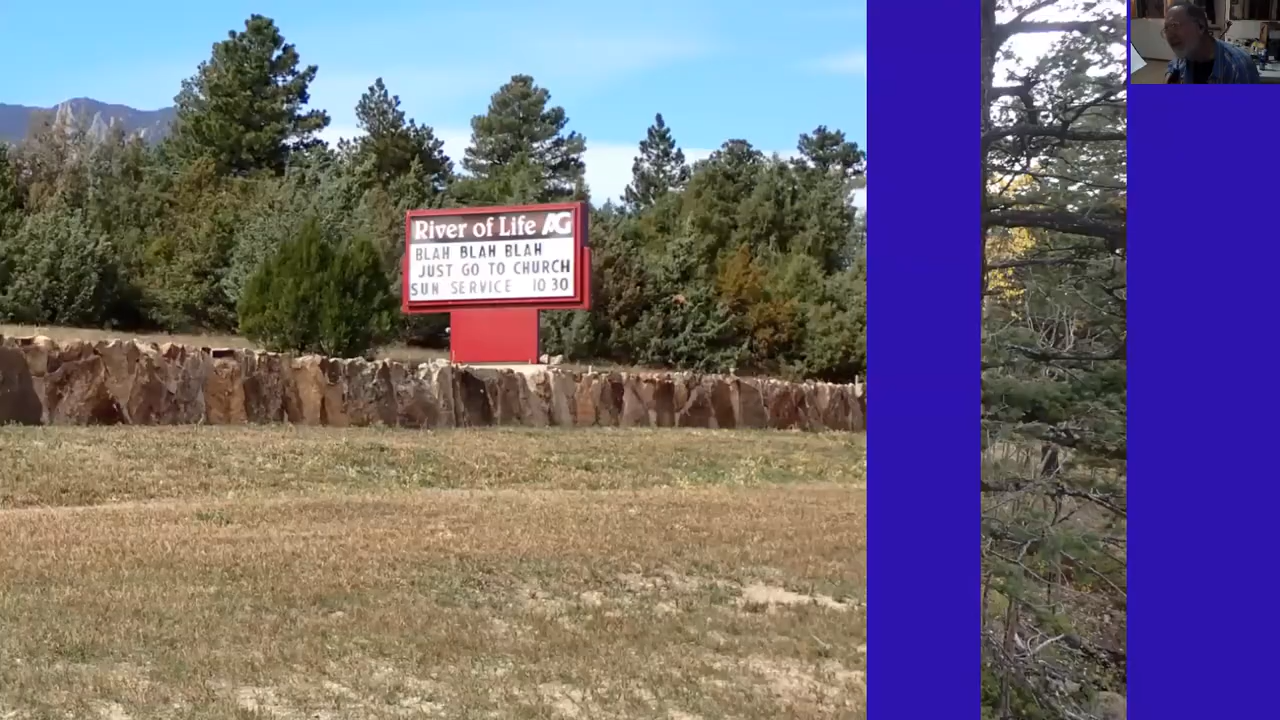 River of Life AG
BLAH BLAH BLAH
JUST GO TO CHURCH
SUN SERVICE 10 30